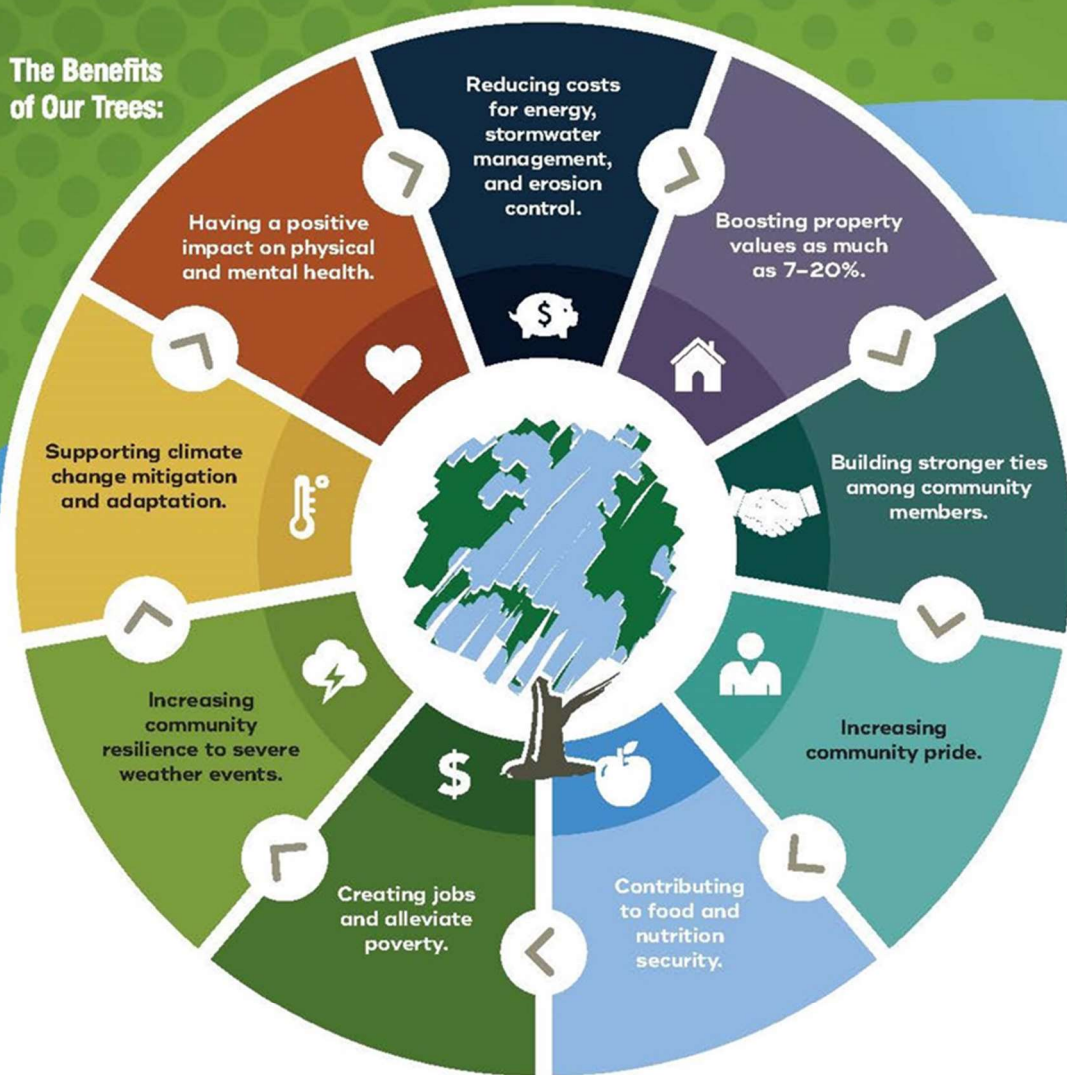 The Benefits
of Our Trees:
Reducing costs
for energy,
stormwater
management,
and erosion
control.
$
Boosting property
values as much
as 7–20%.
Building stronger ties
among community
members.
Increasing
community pride.
Contributing
to food and
nutrition
security.
Creating jobs
and alleviate
poverty.
$
Increasing
community
resilience to severe
weather events.
Supporting climate
change mitigation
and adaptation.
Having a positive
impact on physical
and mental health.